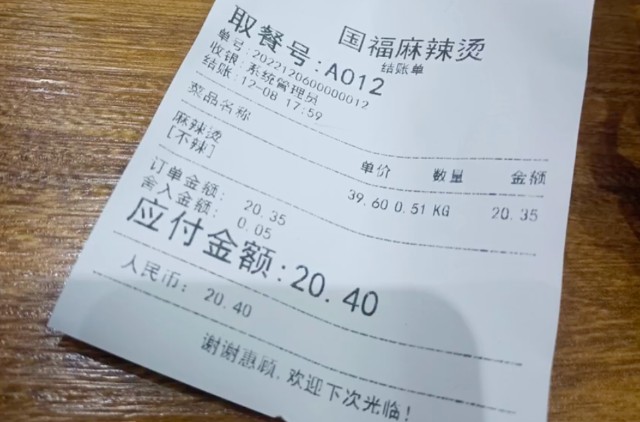 国福麻辣烫
结账单
取餐号:A012
单号:2022120600000012
收银:系统管理员
结账:12-08 17:59
菜品名称 单价 数量 金额
麻辣烫 39.60 0.51 KG 20.35
[不辣]
订单金额: 20.35
舍入金额: 0.05
应付金额:20.40
人民币: 20.40
谢谢惠顾,欢迎下次光临!